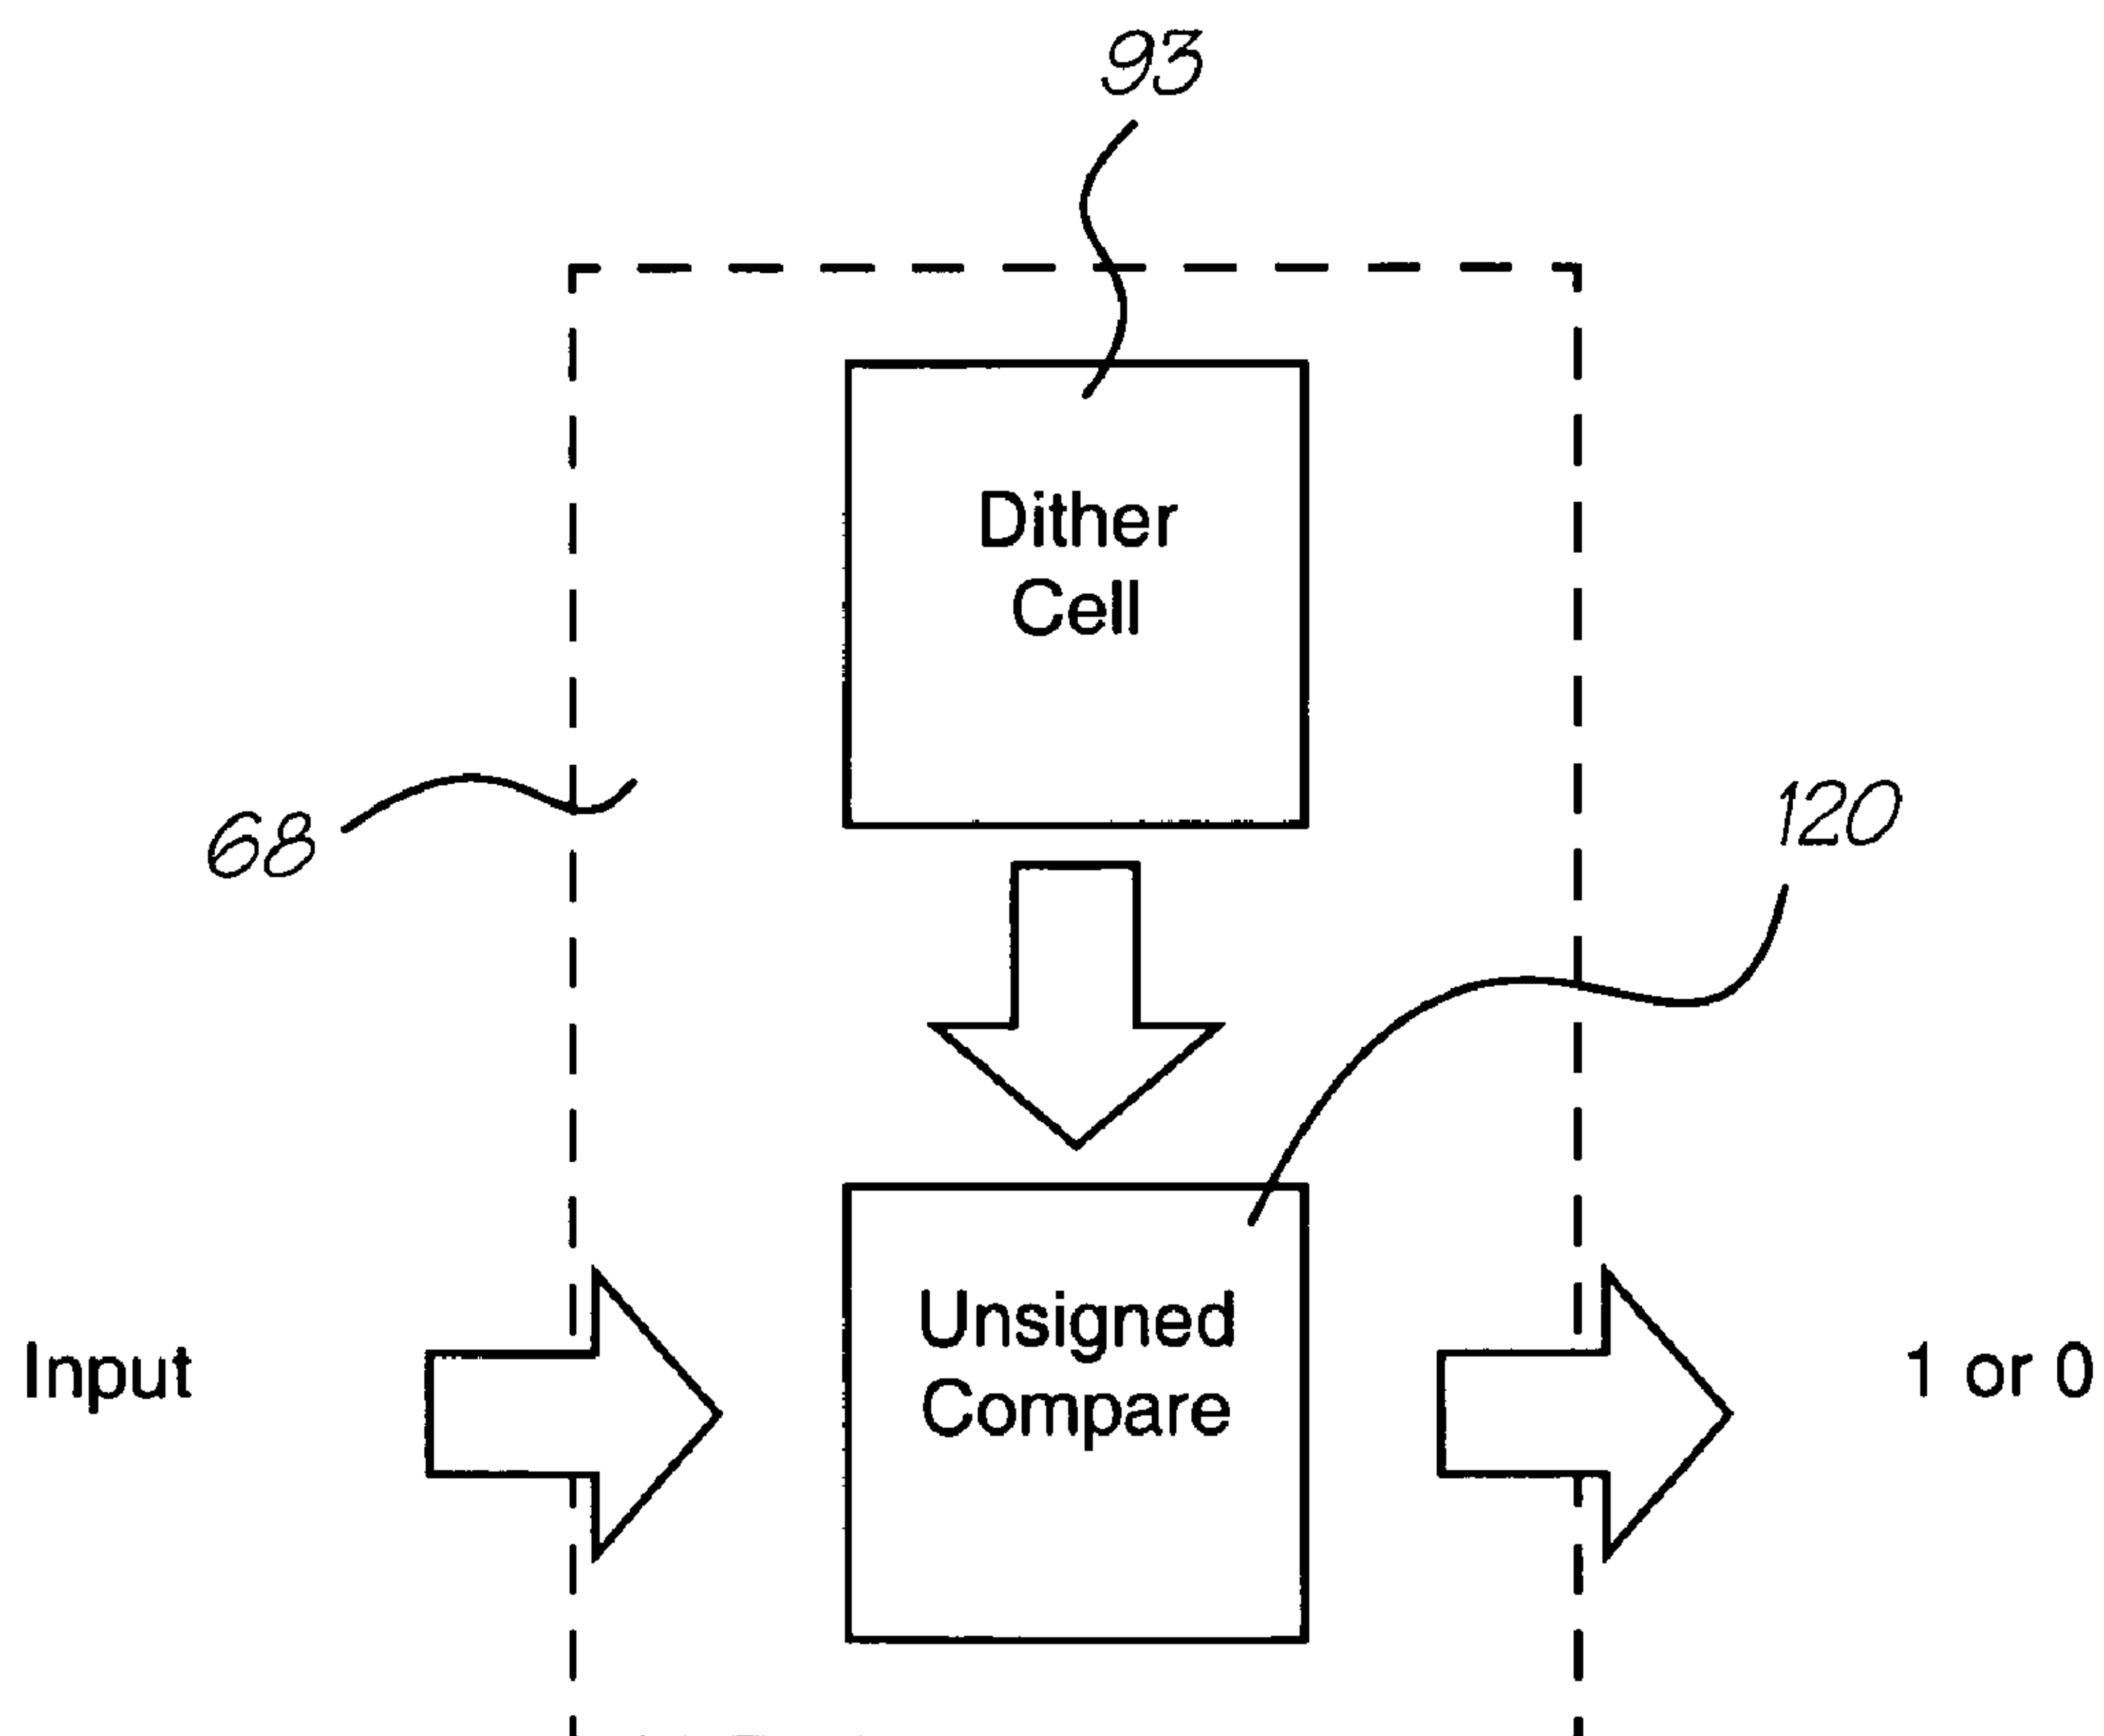 93
Dither
Cell
68
120
Unsigned
Compare
Input
1 or 0